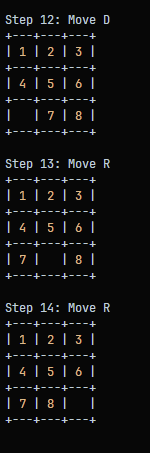 Step 12: Move D
+---+---+---+
| 1 | 2 | 3 |
+---+---+---+
| 4 | 5 | 6 |
+---+---+---+
|   | 7 | 8 |
+---+---+---+
Step 13: Move R
+---+---+---+
| 1 | 2 | 3 |
+---+---+---+
| 4 | 5 | 6 |
+---+---+---+
| 7 |   | 8 |
+---+---+---+
Step 14: Move R
+---+---+---+
| 1 | 2 | 3 |
+---+---+---+
| 4 | 5 | 6 |
+---+---+---+
| 7 | 8 |   |
+---+---+---+